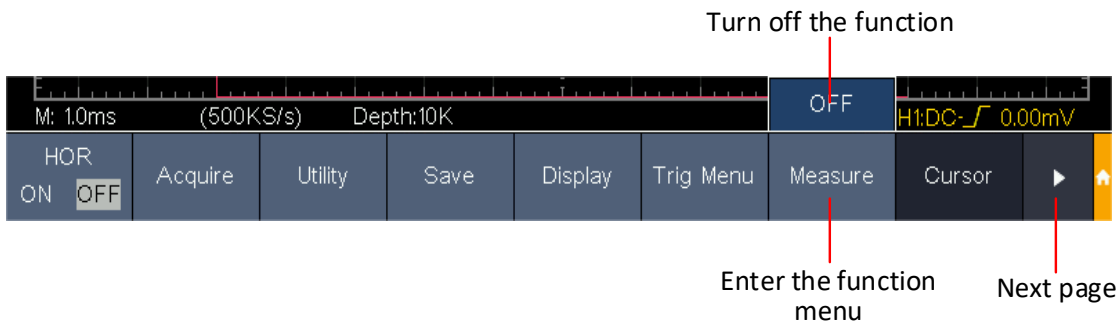 Turn off the function
OFF
M: 1.0ms (500KS/s) Depth:10K H1:DC- 0.00mV
HOR
ON OFF Acquire Utility Save Display Trig Menu Measure Cursor
Enter the function
menu
Next page